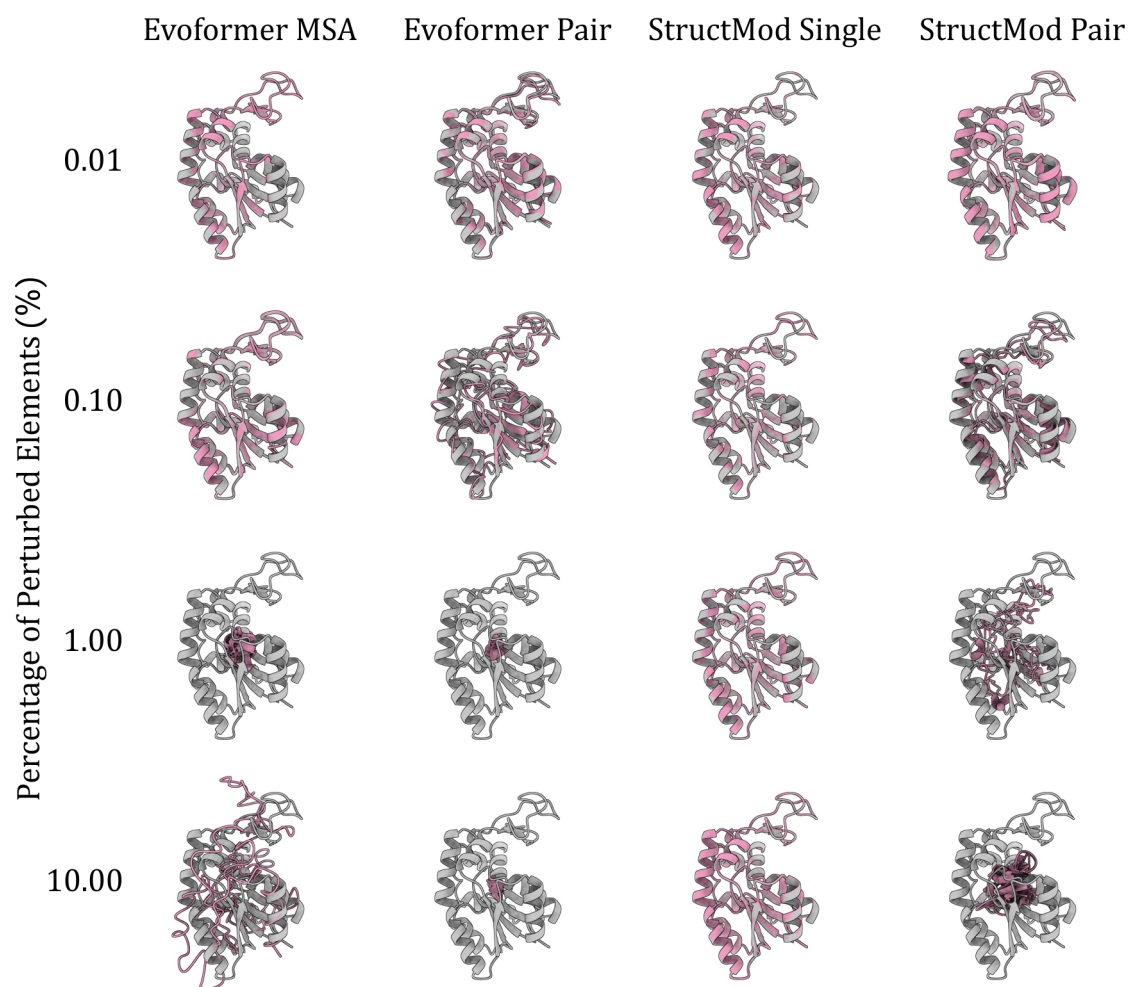 Evoformer MSA Evoformer Pair StructMod Single StructMod Pair
Percentage of Perturbed Elements (%)
0.01
0.10
1.00
10.00